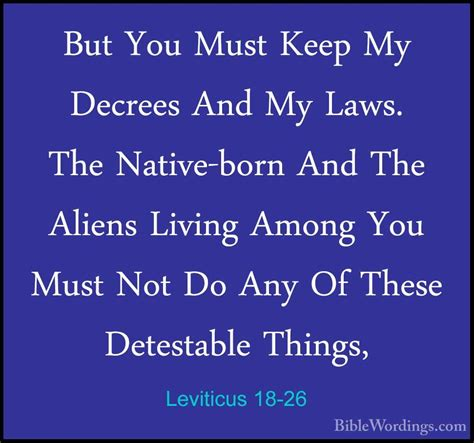 But You Must Keep My
Decrees And My Laws.
The Native-born And The
Aliens Living Among You
Must Not Do Any Of These
Detestable Things,
Leviticus 18-26
BibleWordings.com